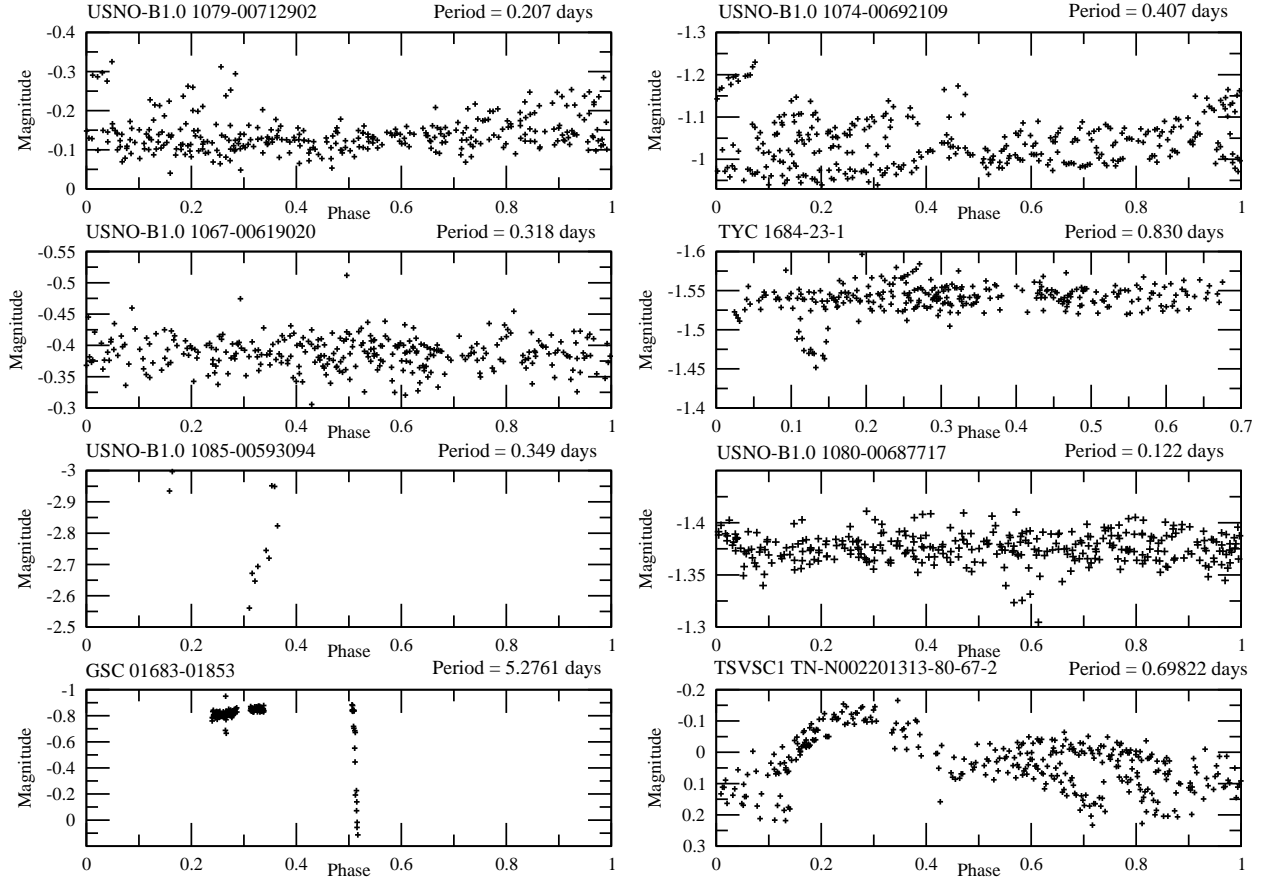 USNO-B1.0 1079-00712902 Period = 0.207 days
-0.4
-0.3
-0.2
-0.1
0
Magnitude
0 0.2 0.4 0.6 0.8 1
Phase
USNO-B1.0 1074-00692109 Period = 0.407 days
-1.3
-1.2
-1.1
-1
Magnitude
0 0.2 0.4 0.6 0.8 1
Phase
USNO-B1.0 1067-00619020 Period = 0.318 days
-0.55
-0.5
-0.45
-0.4
-0.35
-0.3
Magnitude
0 0.2 0.4 0.6 0.8 1
Phase
TYC 1684-23-1 Period = 0.830 days
-1.6
-1.55
-1.5
-1.45
-1.4
Magnitude
0 0.1 0.2 0.3 0.4 0.5 0.6 0.7
Phase
USNO-B1.0 1085-00593094 Period = 0.349 days
-3
-2.9
-2.8
-2.7
-2.6
-2.5
Magnitude
0 0.2 0.4 0.6 0.8 1
Phase
USNO-B1.0 1080-00687717 Period = 0.122 days
-1.4
-1.35
-1.3
Magnitude
0 0.2 0.4 0.6 0.8 1
Phase
GSC 01683-01853 Period = 5.2761 days
-1
-0.8
-0.6
-0.4
-0.2
0
Magnitude
0 0.2 0.4 0.6 0.8 1
Phase
TSVSC1 TN-N002201313-80-67-2 Period = 0.69822 days
-0.2
-0.1
0
0.1
0.2
0.3
Magnitude
0 0.2 0.4 0.6 0.8 1
Phase